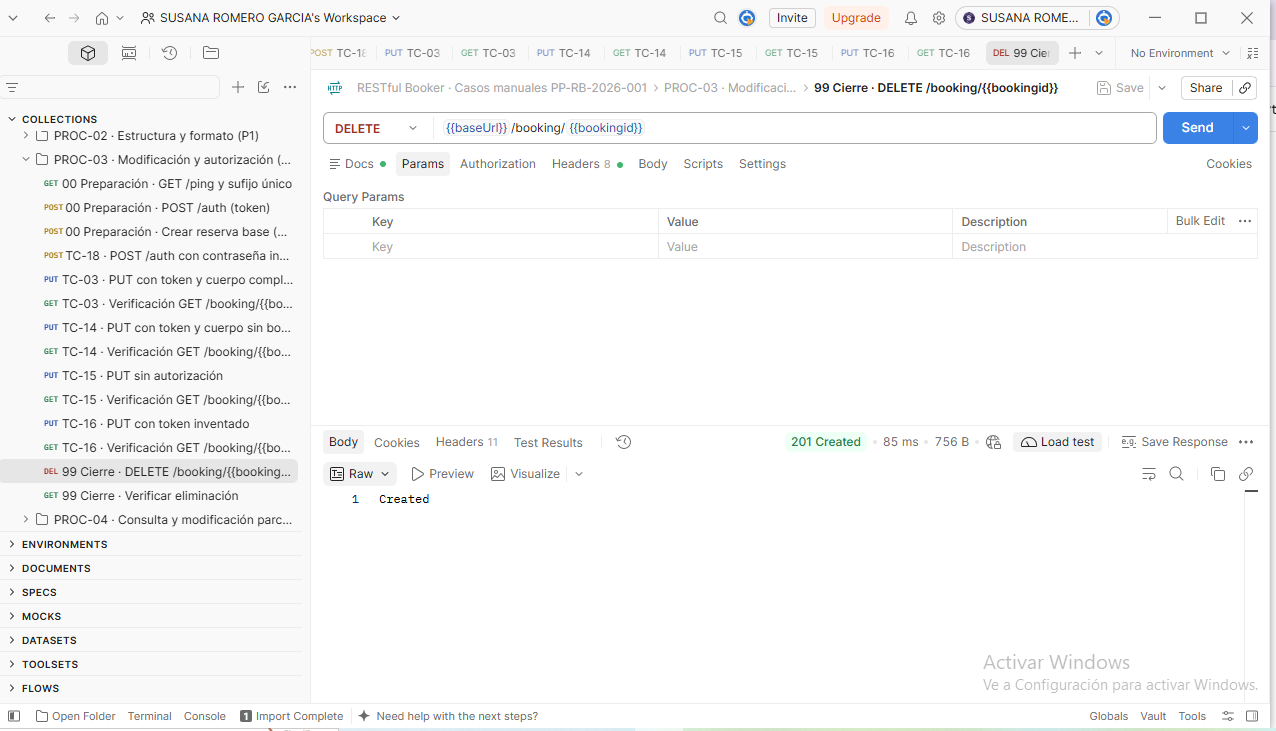 SUSANA ROMERO GARCIA's Workspace
Invite
Upgrade
SUSANA ROME...
POST TC-18
PUT TC-03
GET TC-03
PUT TC-14
GET TC-14
PUT TC-15
GET TC-15
PUT TC-16
GET TC-16
DEL 99 Cier
No Environment
HTTP
RESTful Booker · Casos manuales PP-RB-2026-001 > PROC-03 · Modificaci... > 99 Cierre · DELETE /booking/{{bookingid}}
Save
Share
DELETE
{{baseUrl}} /booking/ {{bookingid}}
Send
Docs
Params
Authorization
Headers 8
Body
Scripts
Settings
Cookies
Query Params
Key
Value
Description
Bulk Edit
Key
Value
Description
COLLECTIONS
PROC-02 · Estructura y formato (P1)
PROC-03 · Modificación y autorización (...
GET 00 Preparación · GET /ping y sufijo único
POST 00 Preparación · POST /auth (token)
POST 00 Preparación · Crear reserva base (...
POST TC-18 · POST /auth con contraseña in...
PUT TC-03 · PUT con token y cuerpo compl...
GET TC-03 · Verificación GET /booking/{{bo...
PUT TC-14 · PUT con token y cuerpo sin bo...
GET TC-14 · Verificación GET /booking/{{bo...
PUT TC-15 · PUT sin autorización
GET TC-15 · Verificación GET /booking/{{bo...
PUT TC-16 · PUT con token inventado
GET TC-16 · Verificación GET /booking/{{bo...
DEL 99 Cierre · DELETE /booking/{{booking...
GET 99 Cierre · Verificar eliminación
PROC-04 · Consulta y modificación parc...
ENVIRONMENTS
DOCUMENTS
SPECS
MOCKS
DATASETS
TOOLSETS
FLOWS
Body
Cookies
Headers 11
Test Results
201 Created
85 ms
756 B
Load test
e.g. Save Response
Raw
Preview
Visualize
1 Created
Activar Windows
Ve a Configuración para activar Windows.
Open Folder
Terminal
Console
1 Import Complete
Need help with the next steps?
Globals
Vault
Tools